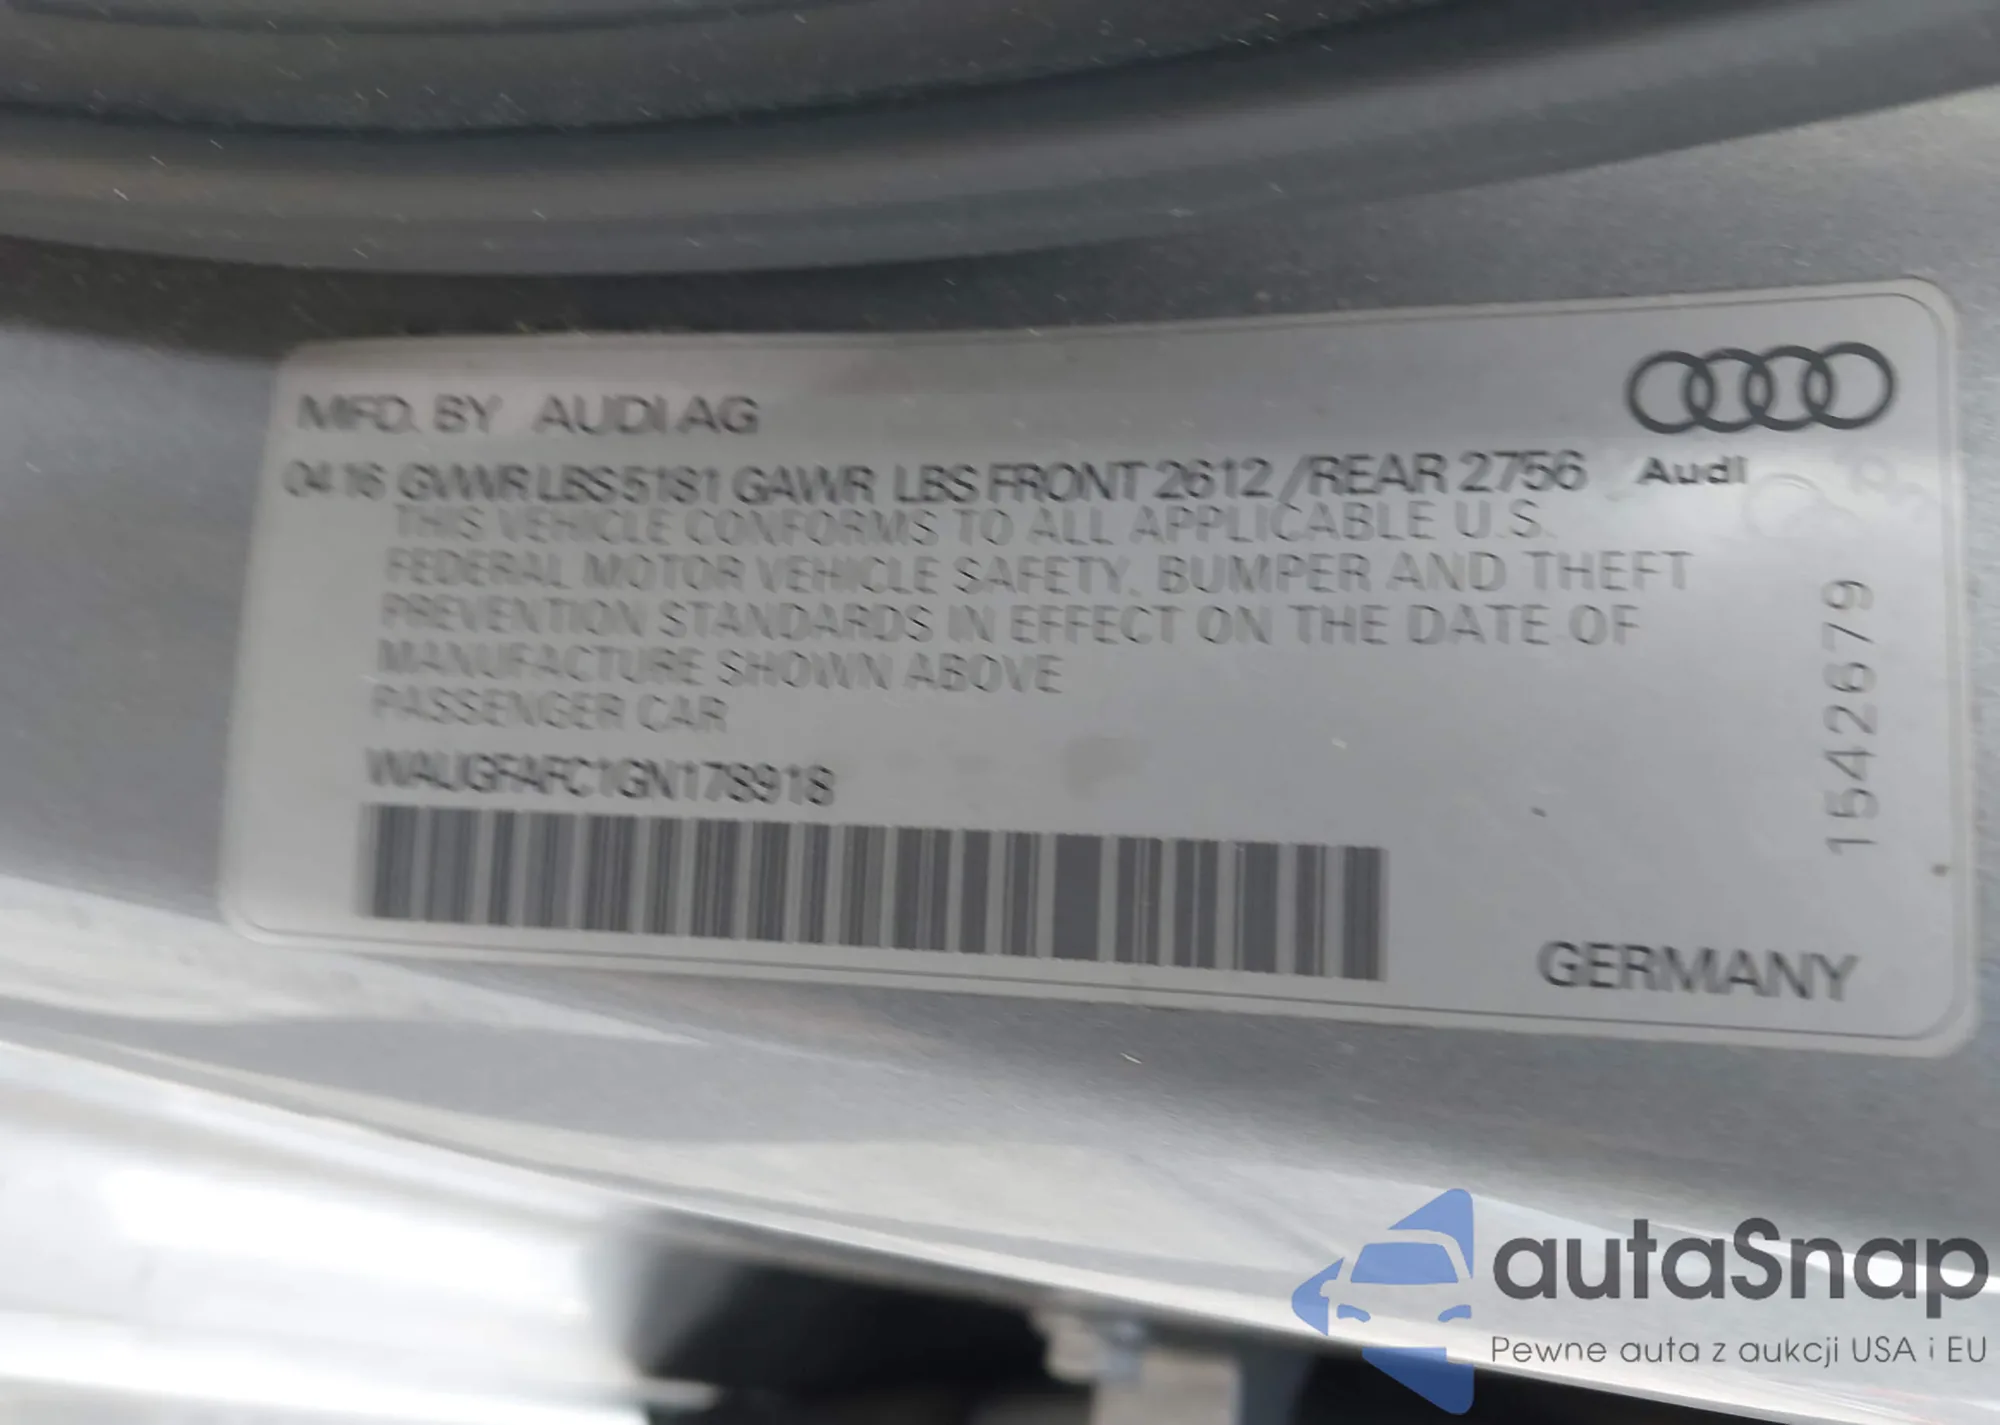 MFD. BY AUDI AG
04 16 GVWR LBS 5181 GAWR LBS FRONT 2612 /REAR 2756
Audi
THIS VEHICLE CONFORMS TO ALL APPLICABLE U.S.
FEDERAL MOTOR VEHICLE SAFETY, BUMPER AND THEFT
PREVENTION STANDARDS IN EFFECT ON THE DATE OF
MANUFACTURE SHOWN ABOVE
PASSENGER CAR
WAUGFAFC1GN178918
1542679
GERMANY
autaSnap
Pewne auta z aukcji USA i EU